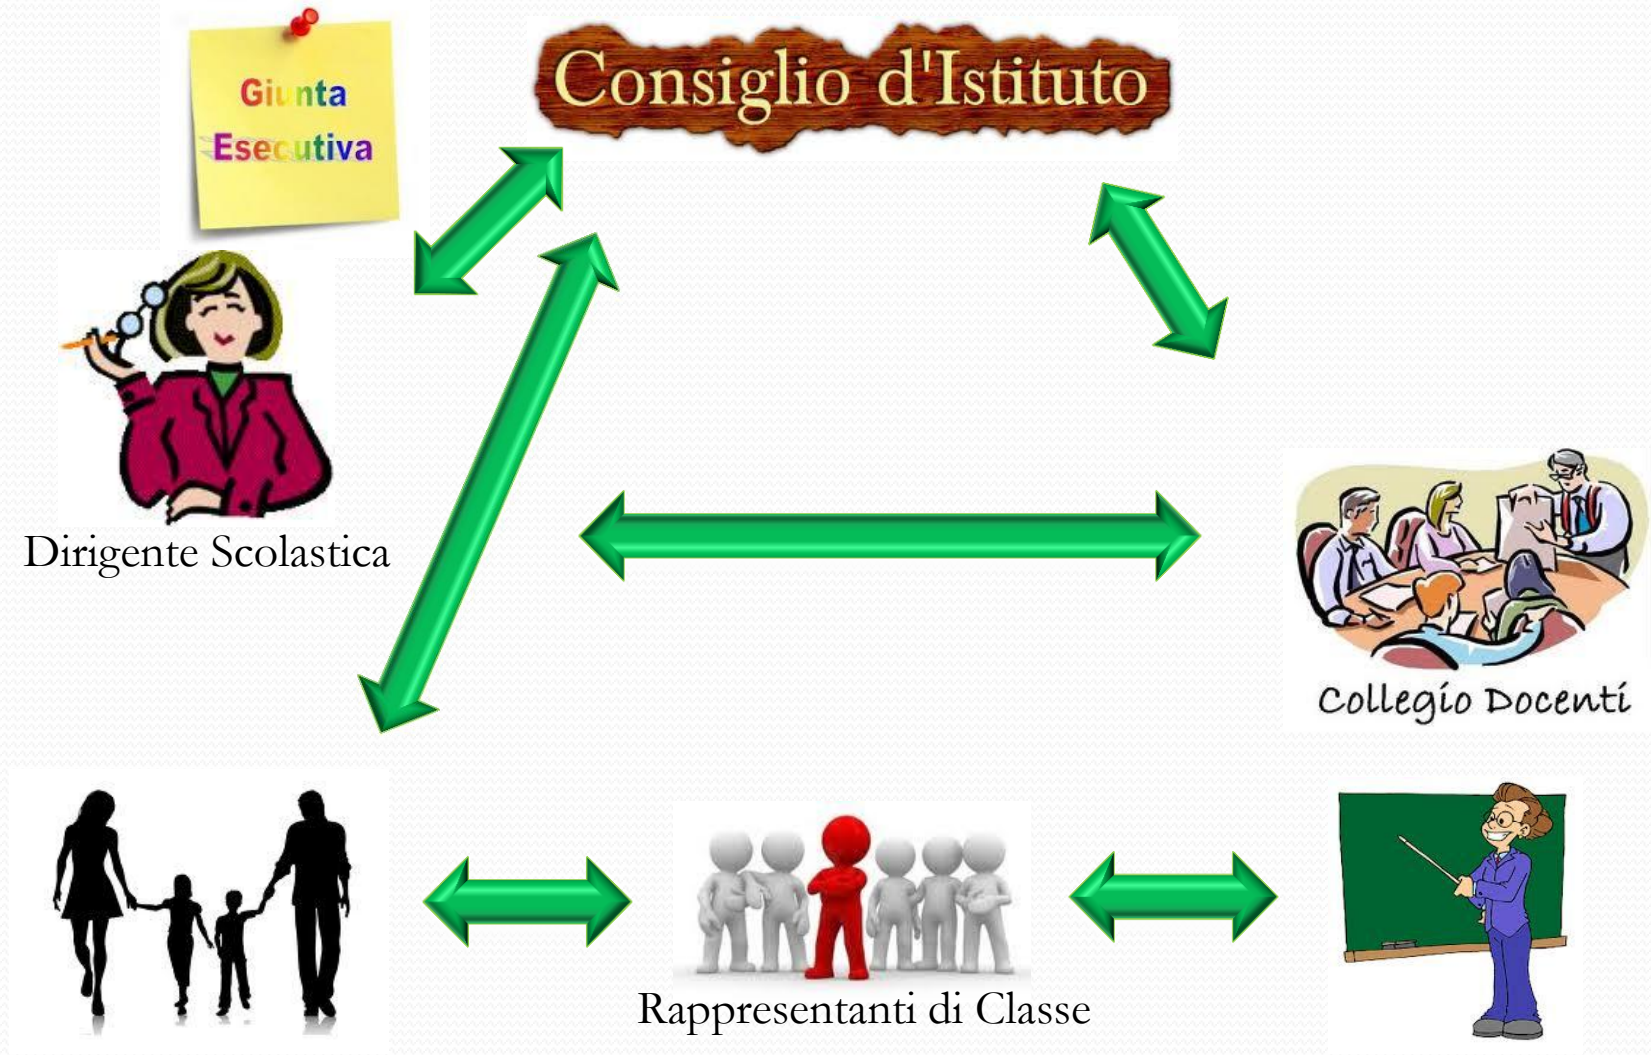 Giunta
Esecutiva
Consiglio d'Istituto
Dirigente Scolastica
Collegio Docenti
Rappresentanti di Classe